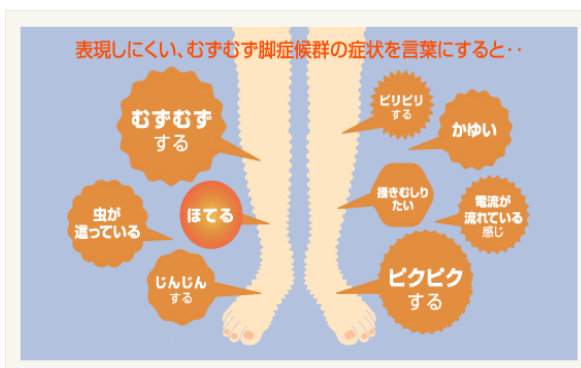 表現しにくい、むずむず脚症候群の症状を言葉にすると‥
むずむず
する
虫が
這っている
ほてる
じんじん
する
ピリピリ
する
かゆい
掻きむしり
たい
電流が
流れている
感じ
ピクピク
する